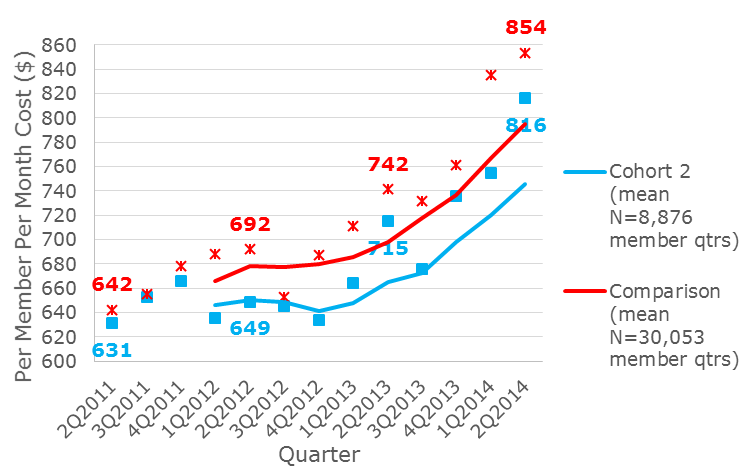 Per Member Per Month Cost ($)
860
840
820
800
780
760
740
720
700
680
660
640
620
600
854
816
742
715
692
649
642
631
2Q2011
3Q2011
4Q2011
1Q2012
2Q2012
3Q2012
4Q2012
1Q2013
2Q2013
3Q2013
4Q2013
1Q2014
2Q2014
Quarter
Cohort 2
(mean
N=8,876
member qtrs)
Comparison
(mean
N=30,053
member qtrs)